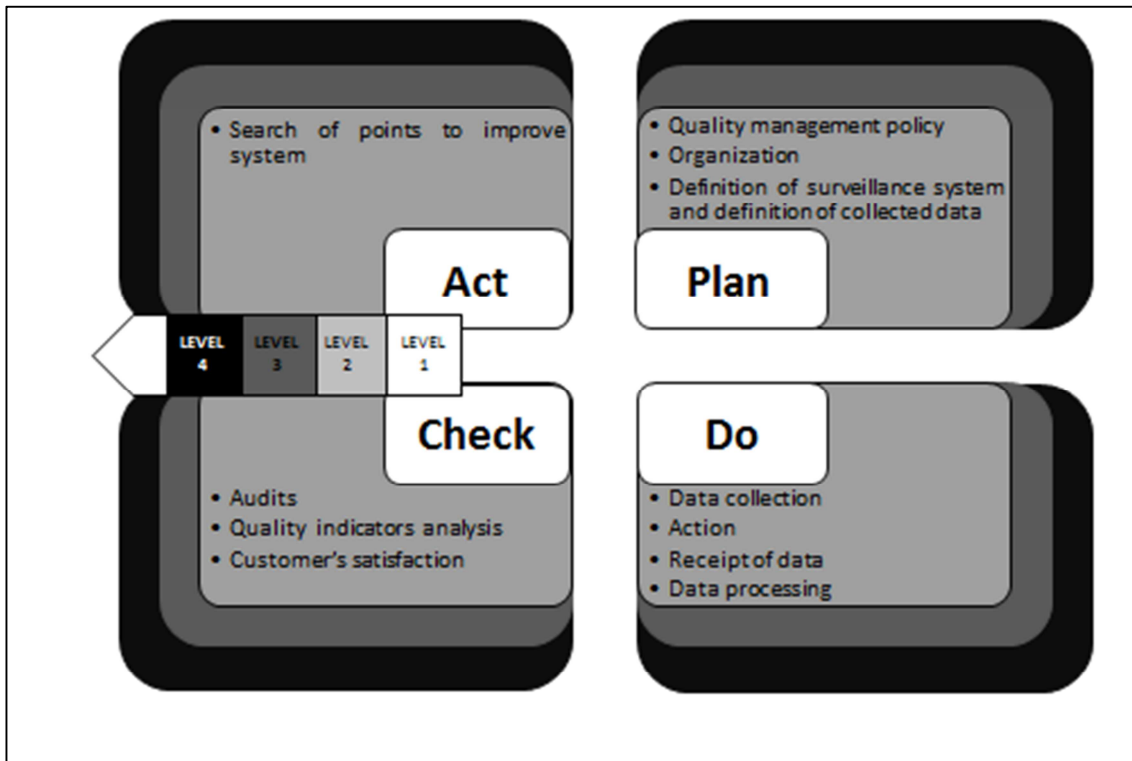 • Search of points to improve
system
Act
• Quality management policy
• Organization
• Definition of surveillance system
and definition of collected data
Plan
LEVEL
4
LEVEL
3
LEVEL
2
LEVEL
1
Check
• Audits
• Quality indicators analysis
• Customer's satisfaction
Do
• Data collection
• Action
• Receipt of data
• Data processing